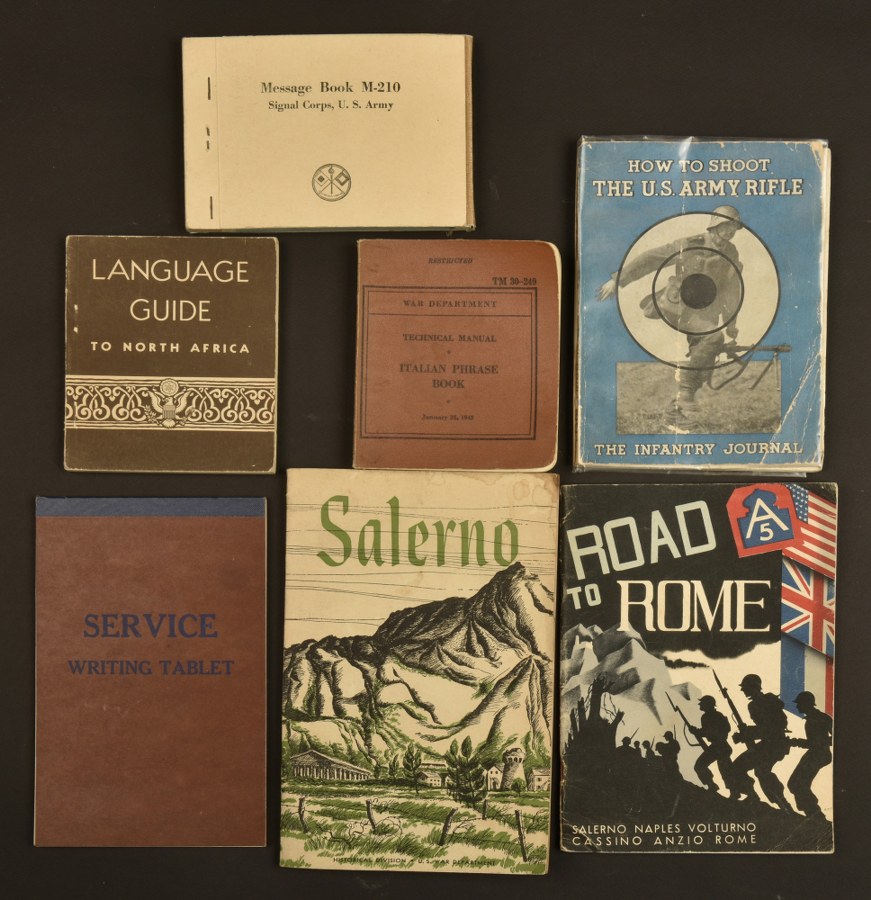 Message Book M-210
Signal Corps, U. S. Army
HOW TO SHOOT
THE U.S. ARMY RIFLE
THE INFANTRY JOURNAL
LANGUAGE
GUIDE
TO NORTH AFRICA
RESTRICTED
TM 30-249
WAR DEPARTMENT
TECHNICAL MANUAL
ITALIAN PHRASE
BOOK
SERVICE
WRITING TABLET
Salerno
HISTORICAL DIVISION • U. S. WAR DEPARTMENT
ROAD
TO
ROME
A
5
SALERNO NAPLES VOLTURNO
CASSINO ANZIO ROME